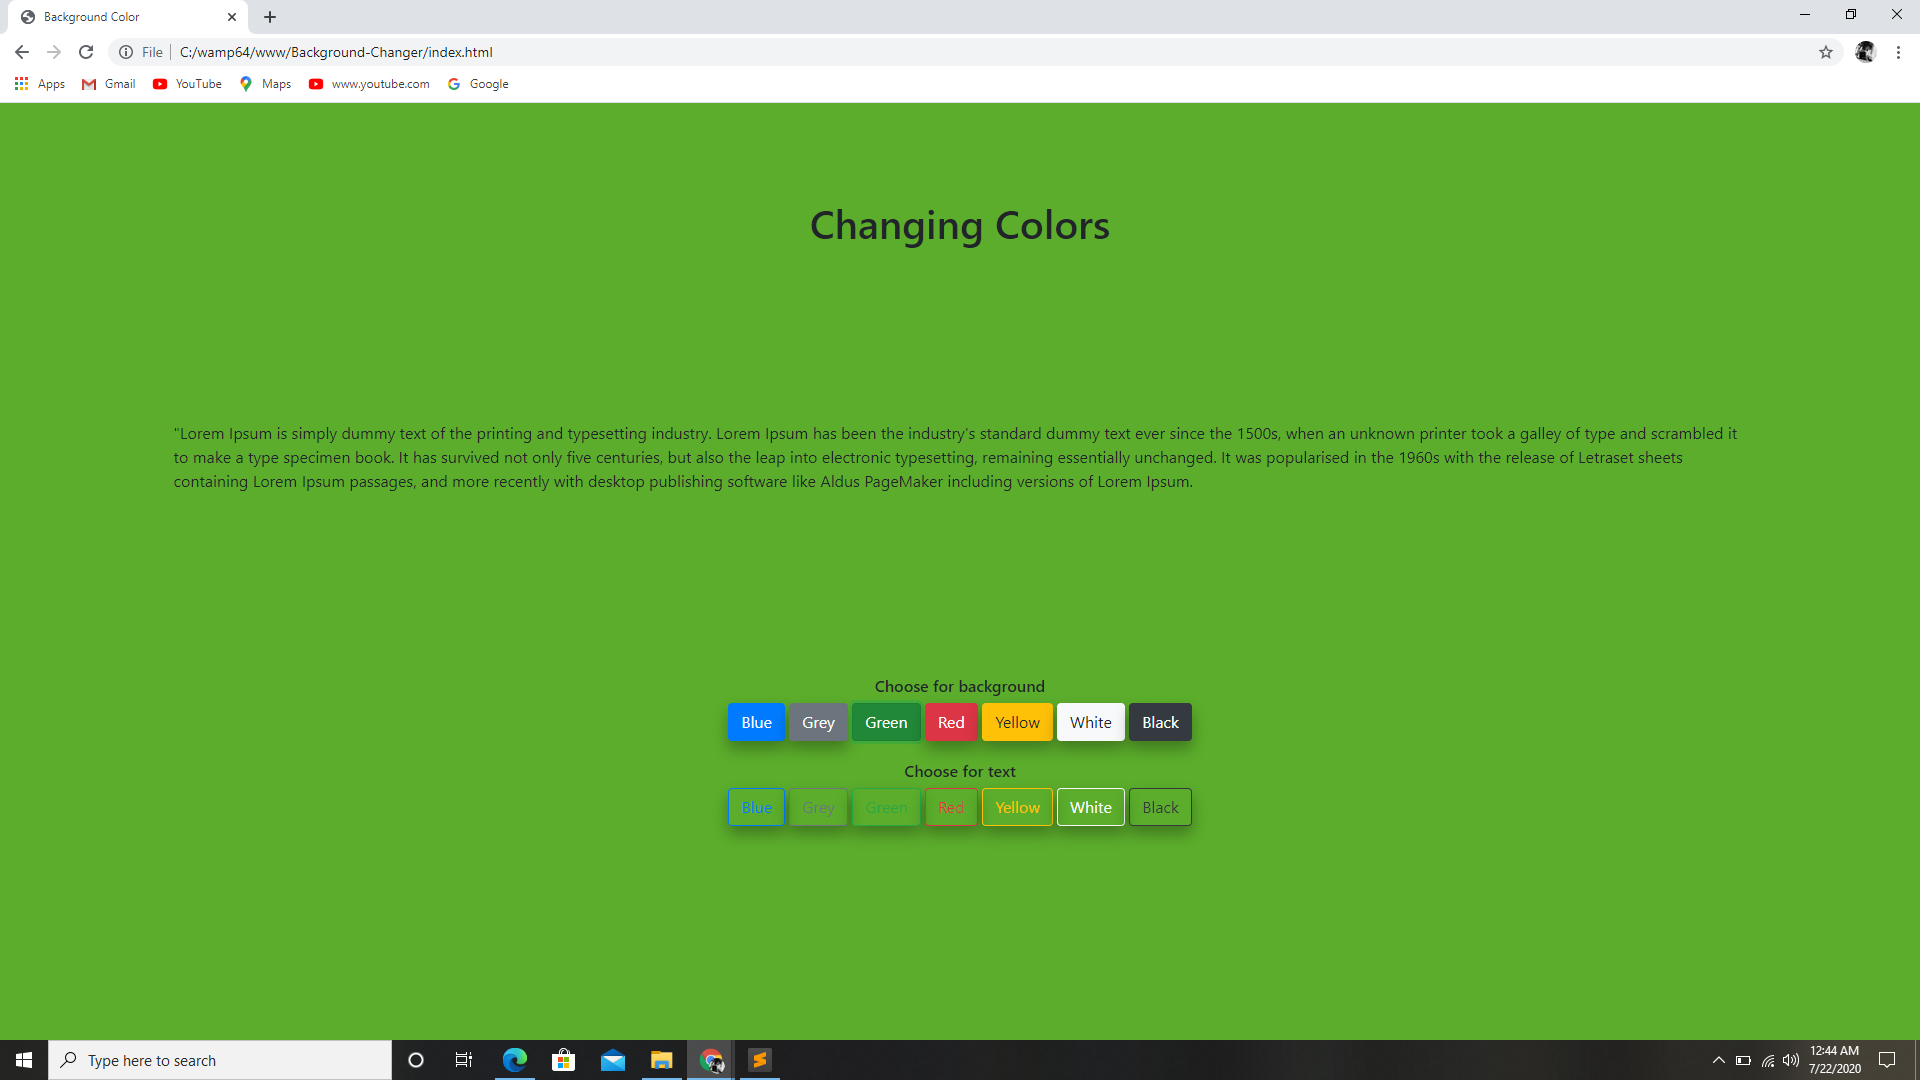 Background Color
File C:/wamp64/www/Background-Changer/index.html
Apps Gmail YouTube Maps www.youtube.com Google
Changing Colors
"Lorem Ipsum is simply dummy text of the printing and typesetting industry. Lorem Ipsum has been the industry's standard dummy text ever since the 1500s, when an unknown printer took a galley of type and scrambled it
to make a type specimen book. It has survived not only five centuries, but also the leap into electronic typesetting, remaining essentially unchanged. It was popularised in the 1960s with the release of Letraset sheets
containing Lorem Ipsum passages, and more recently with desktop publishing software like Aldus PageMaker including versions of Lorem Ipsum.
Choose for background
Blue Grey Green Red Yellow White Black
Choose for text
Blue Grey Green Red Yellow White Black
Type here to search
12:44 AM
7/22/2020